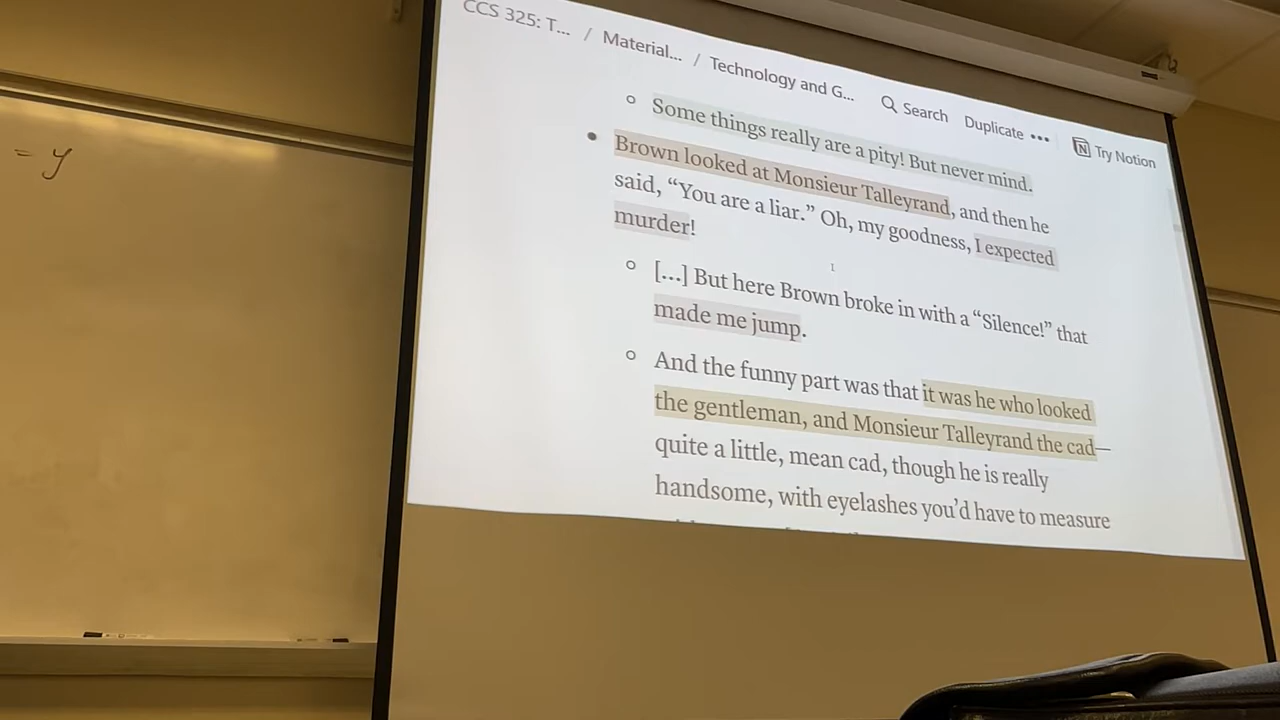 CCS 325: T... / Material... / Technology and G... Search Duplicate ••• Try Notion
= y
Some things really are a pity! But never mind.
Brown looked at Monsieur Talleyrand, and then he
said, “You are a liar.” Oh, my goodness, I expected
murder!
[...] But here Brown broke in with a “Silence!” that
made me jump.
And the funny part was that it was he who looked
the gentleman, and Monsieur Talleyrand the cad—
quite a little, mean cad, though he is really
handsome, with eyelashes you’d have to measure